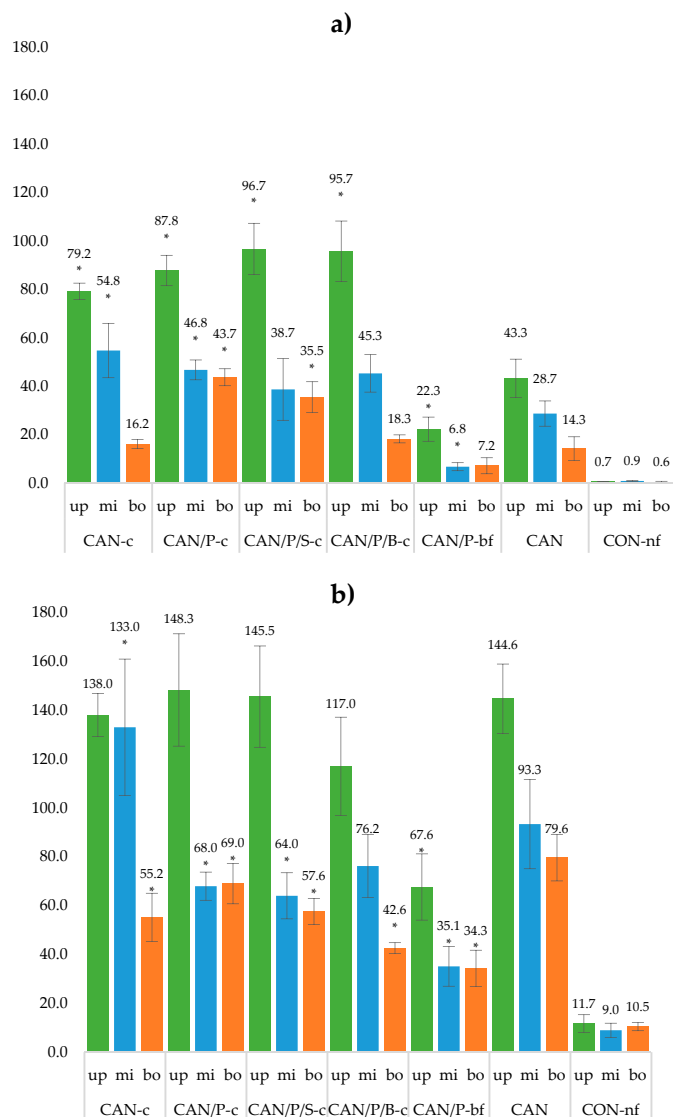 a)
180.0
160.0
140.0
120.0
100.0
80.0
60.0
40.0
20.0
0.0
79.2 * 54.8 * 16.2 87.8 * 46.8 * 43.7 * 96.7 * 38.7 35.5 * 95.7 * 45.3 18.3 22.3 * 6.8 * 7.2 43.3 28.7 14.3 0.7 0.9 0.6
up mi bo up mi bo up mi bo up mi bo up mi bo up mi bo up mi bo
CAN-c CAN/P-c CAN/P/S-c CAN/P/B-c CAN/P-bf CAN CON-nf
b)
180.0
160.0
140.0
120.0
100.0
80.0
60.0
40.0
20.0
0.0
138.0 133.0 * 55.2 * 148.3 68.0 * 69.0 * 145.5 64.0 * 57.6 * 117.0 76.2 42.6 * 67.6 * 35.1 * 34.3 * 144.6 93.3 79.6 11.7 9.0 10.5
up mi bo up mi bo up mi bo up mi bo up mi bo up mi bo up mi bo
CAN-c CAN/P-c CAN/P/S-c CAN/P/B-c CAN/P-bf CAN CON-nf